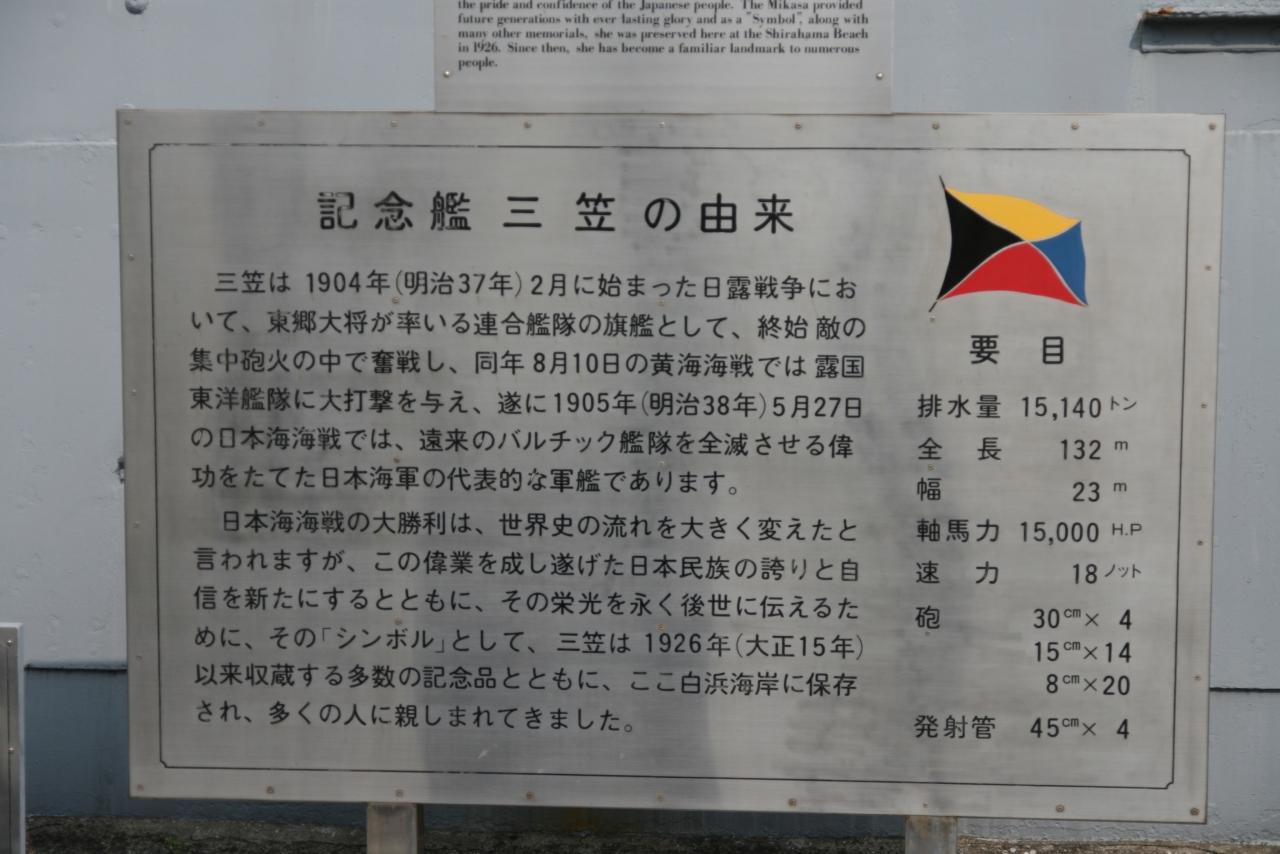 the pride and confidence of the Japanese people. The Mikasa provided
future generations with ever lasting glory and as a "Symbol", along with
many other memorials, she was preserved here at the Shirahama Beach
in 1926. Since then, she has become a familiar landmark to numerous
people.
記念艦 三笠の由来
三笠は 1904年(明治37年)2月に始まった日露戦争にお
いて、東郷大将が率いる連合艦隊の旗艦として、終始 敵の
集中砲火の中で奮戦し、同年 8月10日の黄海海戦では 露国
東洋艦隊に大打撃を与え、遂に1905年(明治38年)5月27日
の日本海海戦では、遠来のバルチック艦隊を全滅させる偉
功をたてた日本海軍の代表的な軍艦であります。
日本海海戦の大勝利は、世界史の流れを大きく変えたと
言われますが、この偉業を成し遂げた日本民族の誇りと自
信を新たにするとともに、その栄光を永く後世に伝えるた
めに、その「シンボル」として、三笠は 1926年(大正15年)
以来収蔵する多数の記念品とともに、ここ白浜海岸に保存
され、多くの人に親しまれてきました。
要 目
排水量 15,140トン
全 長 132 m
幅 23 m
軸馬力 15,000 H.P
速 力 18ノット
砲 30cm× 4
15cm×14
8cm×20
発射管 45cm× 4